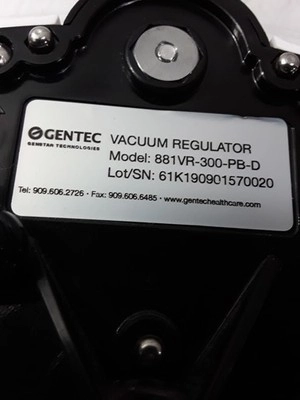 GENTEC
GENSTAR TECHNOLOGIES
VACUUM REGULATOR
Model: 881VR-300-PB-D
Lot/SN: 61K190901570020
Tel: 909.606.2726 · Fax: 909.606.6485 · www.gentechealthcare.com